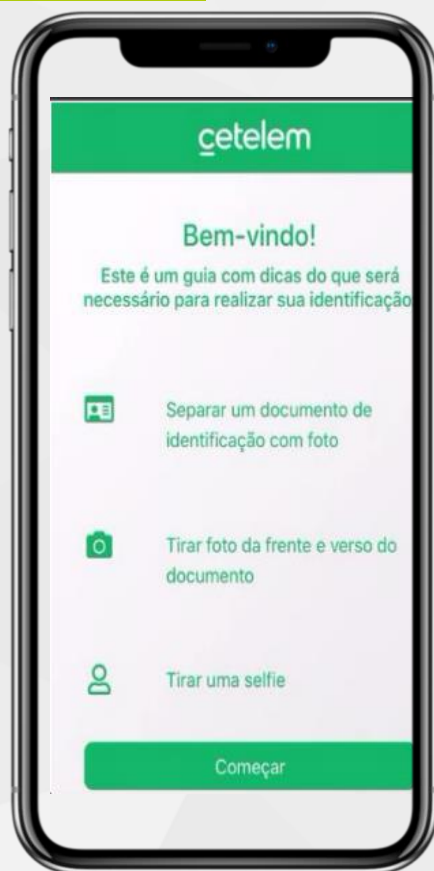 cetelem
Bem-vindo!
Este é um guia com dicas do que será
necessário para realizar sua identificação
Separar um documento de
identificação com foto
Tirar foto da frente e verso do
documento
Tirar uma selfie
Começar